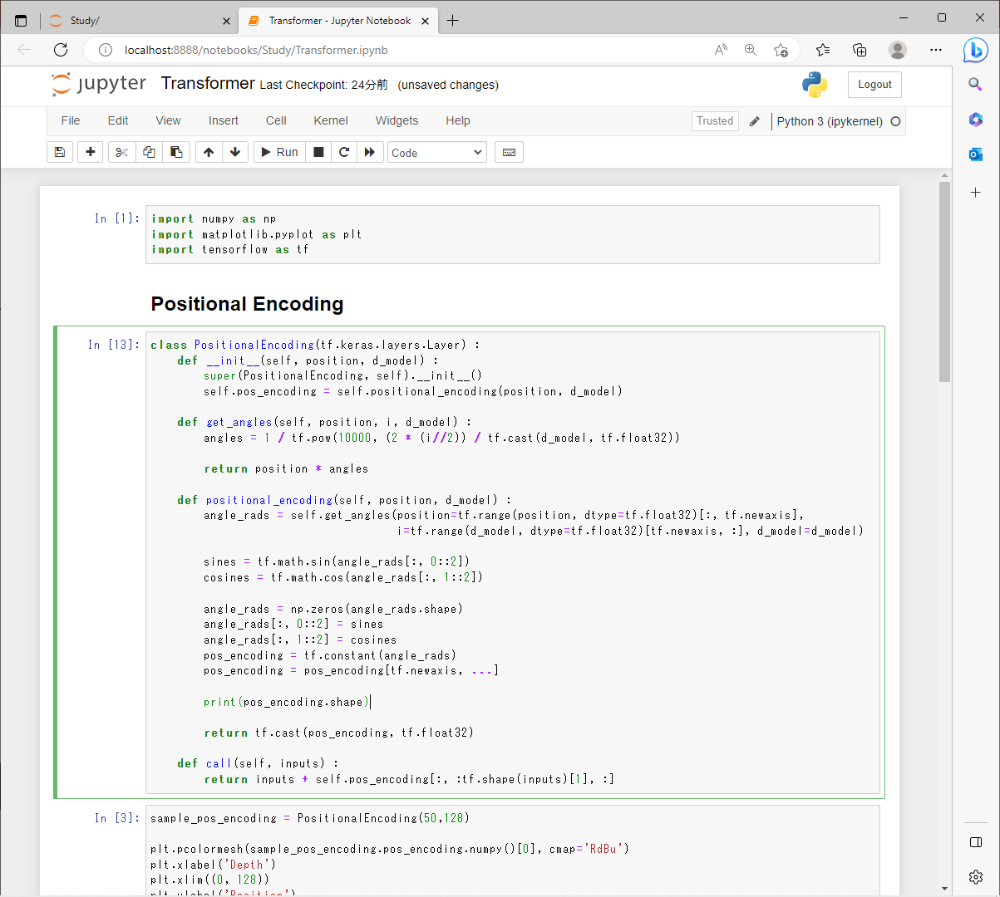 Study/
Transformer - Jupyter Notebook
localhost:8888/notebooks/Study/Transformer.ipynb
jupyter Transformer Last Checkpoint: 24分前 (unsaved changes)
Logout
File Edit View Insert Cell Kernel Widgets Help
Trusted
Python 3 (ipykernel)
Run
Code
In [1]:
import numpy as np
import matplotlib.pyplot as plt
import tensorflow as tf
Positional Encoding
In [13]:
class PositionalEncoding(tf.keras.layers.Layer) :
def __init__(self, position, d_model) :
super(PositionalEncoding, self).__init__()
self.pos_encoding = self.positional_encoding(position, d_model)
def get_angles(self, position, i, d_model) :
angles = 1 / tf.pow(10000, (2 * (i//2)) / tf.cast(d_model, tf.float32))
return position * angles
def positional_encoding(self, position, d_model) :
angle_rads = self.get_angles(position=tf.range(position, dtype=tf.float32)[:, tf.newaxis],
i=tf.range(d_model, dtype=tf.float32)[tf.newaxis, :], d_model=d_model)
sines = tf.math.sin(angle_rads[:, 0::2])
cosines = tf.math.cos(angle_rads[:, 1::2])
angle_rads = np.zeros(angle_rads.shape)
angle_rads[:, 0::2] = sines
angle_rads[:, 1::2] = cosines
pos_encoding = tf.constant(angle_rads)
pos_encoding = pos_encoding[tf.newaxis, ...]
print(pos_encoding.shape)
return tf.cast(pos_encoding, tf.float32)
def call(self, inputs) :
return inputs + self.pos_encoding[:, :tf.shape(inputs)[1], :]
In [3]:
sample_pos_encoding = PositionalEncoding(50,128)
plt.pcolormesh(sample_pos_encoding.pos_encoding.numpy()[0], cmap='RdBu')
plt.xlabel('Depth')
plt.xlim((0, 128))
plt.ylabel('Position')